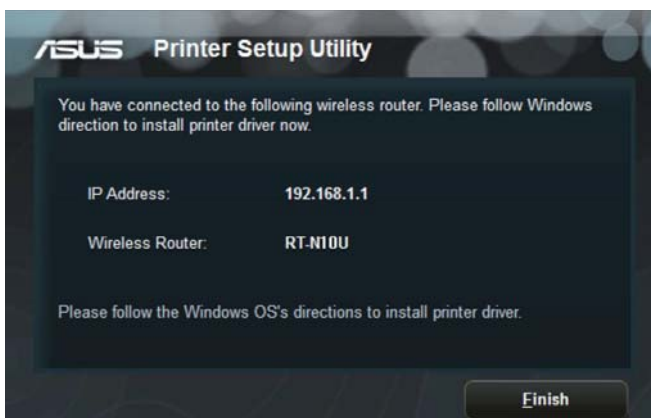 ASUS Printer Setup Utility
You have connected to the following wireless router. Please follow Windows
direction to install printer driver now.
IP Address: 192.168.1.1
Wireless Router: RT-N10U
Please follow the Windows OS's directions to install printer driver.
Finish